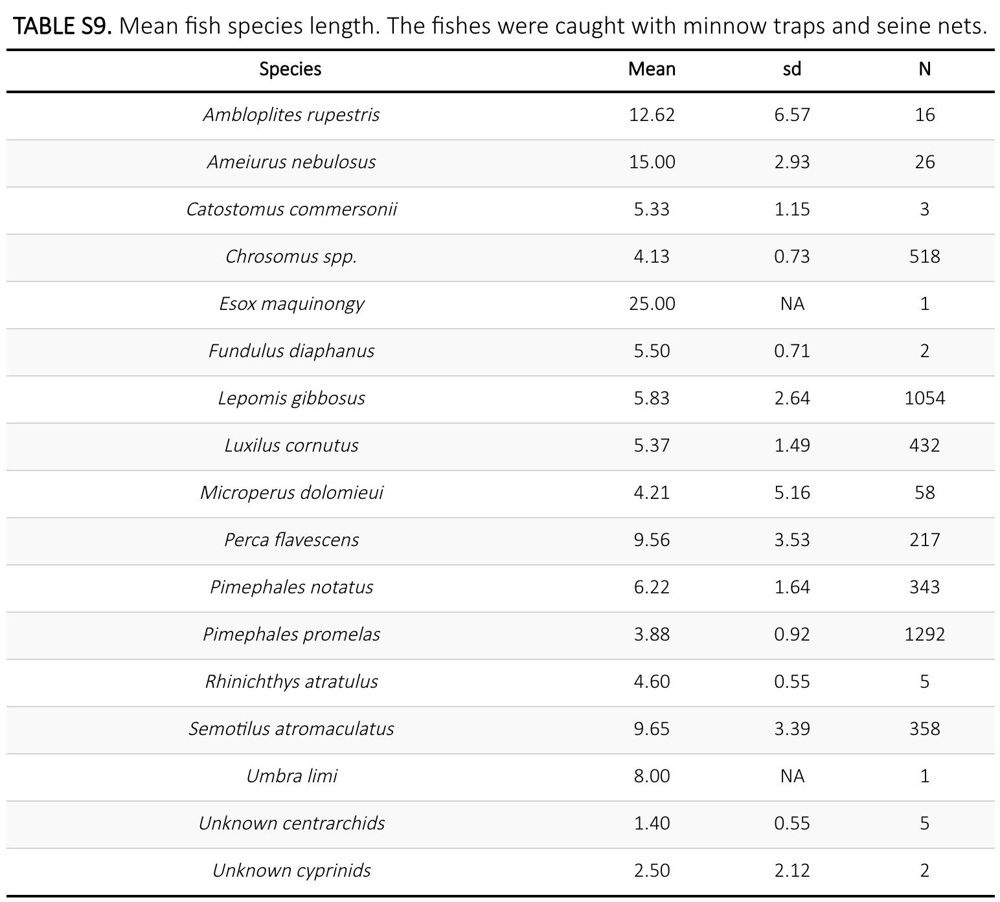 TABLE S9. Mean fish species length. The fishes were caught with minnow traps and seine nets.
Species Mean sd N
Ambloplites rupestris 12.62 6.57 16
Ameiurus nebulosus 15.00 2.93 26
Catostomus commersonii 5.33 1.15 3
Chrosomus spp. 4.13 0.73 518
Esox maquinongy 25.00 NA 1
Fundulus diaphanus 5.50 0.71 2
Lepomis gibbosus 5.83 2.64 1054
Luxilus cornutus 5.37 1.49 432
Microperus dolomieui 4.21 5.16 58
Perca flavescens 9.56 3.53 217
Pimephales notatus 6.22 1.64 343
Pimephales promelas 3.88 0.92 1292
Rhinichthys atratulus 4.60 0.55 5
Semotilus atromaculatus 9.65 3.39 358
Umbra limi 8.00 NA 1
Unknown centrarchids 1.40 0.55 5
Unknown cyprinids 2.50 2.12 2